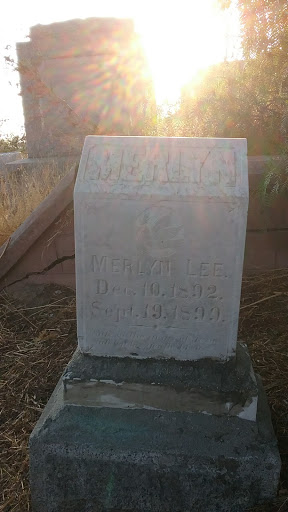 MERLYN
MERLYN LEE.
Dec. 10, 1892.
Sept. 19, 1899.